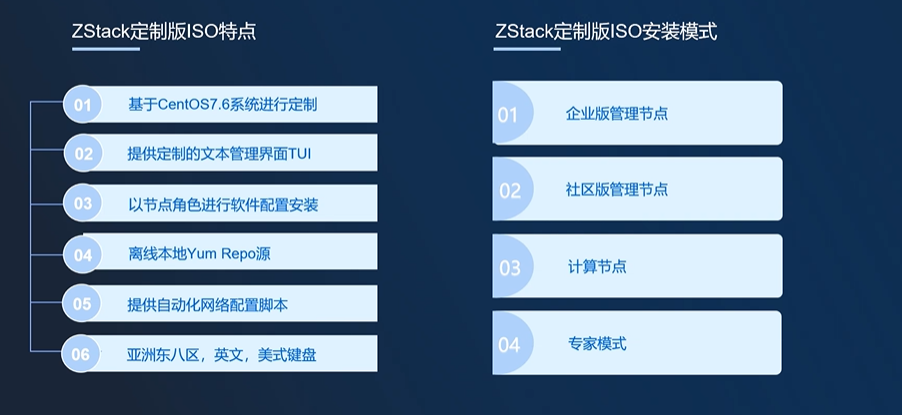 ZStack定制版ISO特点
01 基于CentOS7.6系统进行定制
02 提供定制的文本管理界面TUI
03 以节点角色进行软件配置安装
04 离线本地Yum Repo源
05 提供自动化网络配置脚本
06 亚洲东八区，英文，美式键盘
ZStack定制版ISO安装模式
01 企业版管理节点
02 社区版管理节点
03 计算节点
04 专家模式